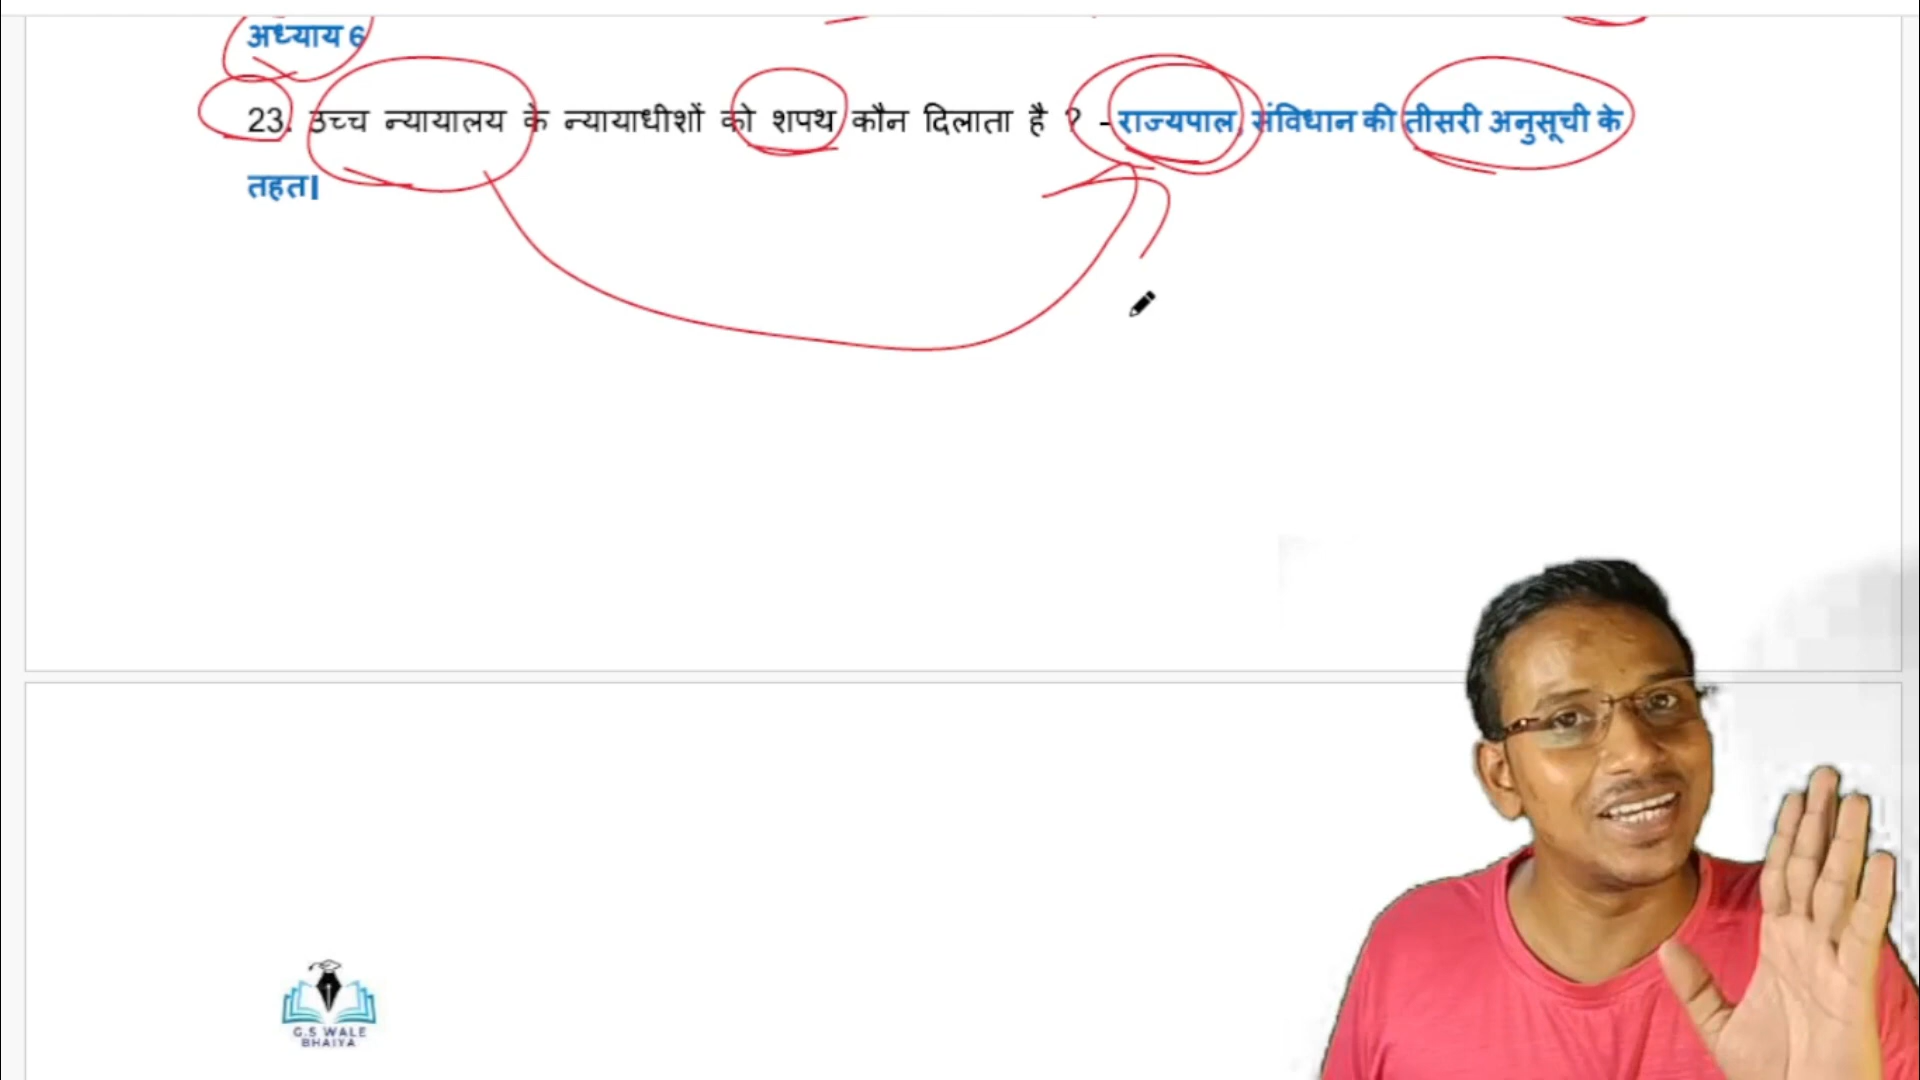 अध्याय 6
23. उच्च न्यायालय के न्यायाधीशों को शपथ कौन दिलाता है ? - राज्यपाल, संविधान की तीसरी अनुसूची के
तहत।
G.S WALE
BHAIYA